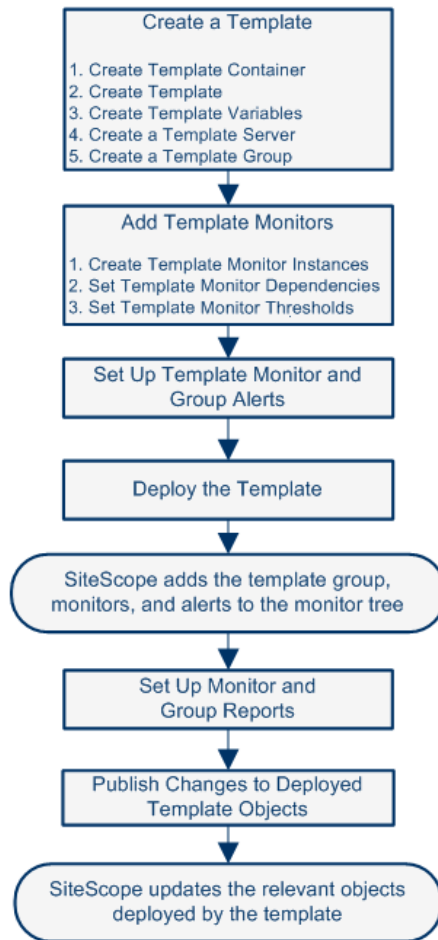 Create a Template
1. Create Template Container
2. Create Template
3. Create Template Variables
4. Create a Template Server
5. Create a Template Group
Add Template Monitors
1. Create Template Monitor Instances
2. Set Template Monitor Dependencies
3. Set Template Monitor Thresholds
Set Up Template Monitor and
Group Alerts
Deploy the Template
SiteScope adds the template group,
monitors, and alerts to the monitor tree
Set Up Monitor and
Group Reports
Publish Changes to Deployed
Template Objects
SiteScope updates the relevant objects
deployed by the template